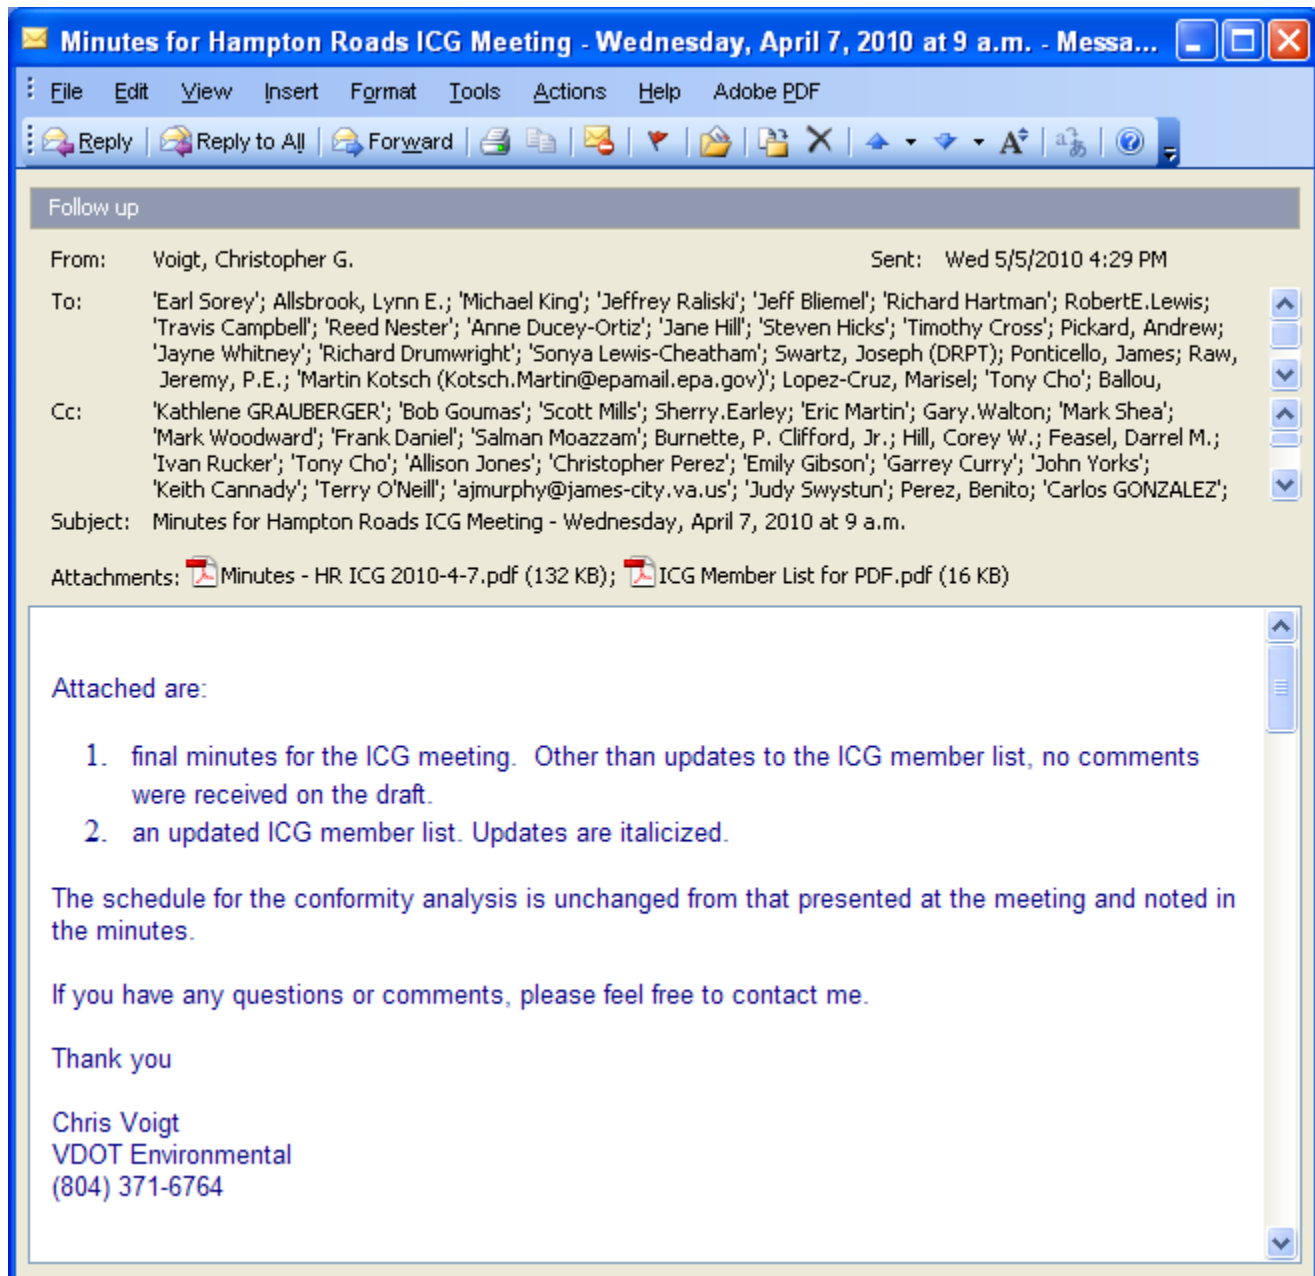 Minutes for Hampton Roads ICG Meeting - Wednesday, April 7, 2010 at 9 a.m. - Messa...
File Edit View Insert Format Tools Actions Help Adobe PDF
Reply Reply to All Forward
Follow up
From: Voigt, Christopher G. Sent: Wed 5/5/2010 4:29 PM
To: 'Earl Sorey'; Allsbrook, Lynn E.; 'Michael King'; 'Jeffrey Raliski'; 'Jeff Bliemel'; 'Richard Hartman'; RobertE.Lewis;
'Travis Campbell'; 'Reed Nester'; 'Anne Ducey-Ortiz'; 'Jane Hill'; 'Steven Hicks'; 'Timothy Cross'; Pickard, Andrew;
'Jayne Whitney'; 'Richard Drumwright'; 'Sonya Lewis-Cheatham'; Swartz, Joseph (DRPT); Ponticello, James; Raw,
Jeremy, P.E.; 'Martin Kotsch (Kotsch.Martin@epamail.epa.gov)'; Lopez-Cruz, Marisel; 'Tony Cho'; Ballou,
Cc: 'Kathlene GRAUBERGER'; 'Bob Goumas'; 'Scott Mills'; Sherry.Earley; 'Eric Martin'; Gary.Walton; 'Mark Shea';
'Mark Woodward'; 'Frank Daniel'; 'Salman Moazzam'; Burnette, P. Clifford, Jr.; Hill, Corey W.; Feasel, Darrel M.;
'Ivan Rucker'; 'Tony Cho'; 'Allison Jones'; 'Christopher Perez'; 'Emily Gibson'; 'Garrey Curry'; 'John Yorks';
'Keith Cannady'; 'Terry O'Neill'; 'ajmurphy@james-city.va.us'; 'Judy Swystun'; Perez, Benito; 'Carlos GONZALEZ';
Subject: Minutes for Hampton Roads ICG Meeting - Wednesday, April 7, 2010 at 9 a.m.
Attachments: Minutes - HR ICG 2010-4-7.pdf (132 KB); ICG Member List for PDF.pdf (16 KB)
Attached are:
1. final minutes for the ICG meeting.  Other than updates to the ICG member list, no comments
were received on the draft.
2. an updated ICG member list. Updates are italicized.
The schedule for the conformity analysis is unchanged from that presented at the meeting and noted in
the minutes.
If you have any questions or comments, please feel free to contact me.
Thank you
Chris Voigt
VDOT Environmental
(804) 371-6764